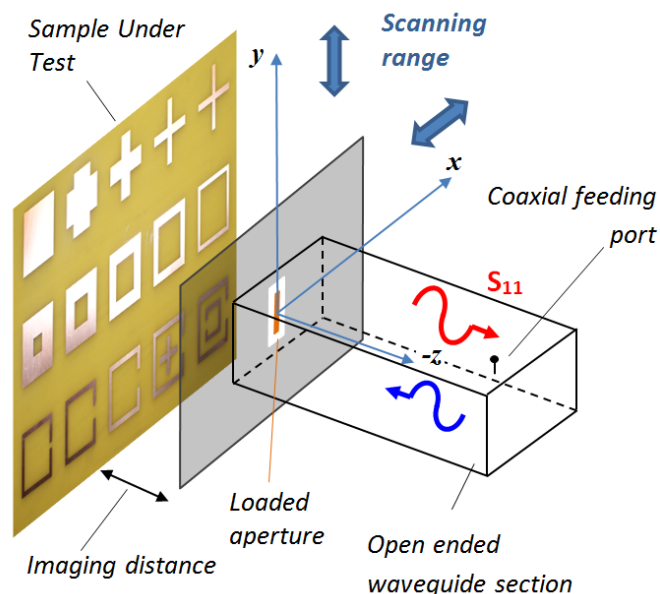 Sample Under
Test
Scanning
range
y
x
Coaxial feeding
port
S11
-z
Loaded
aperture
Imaging distance
Open ended
waveguide section